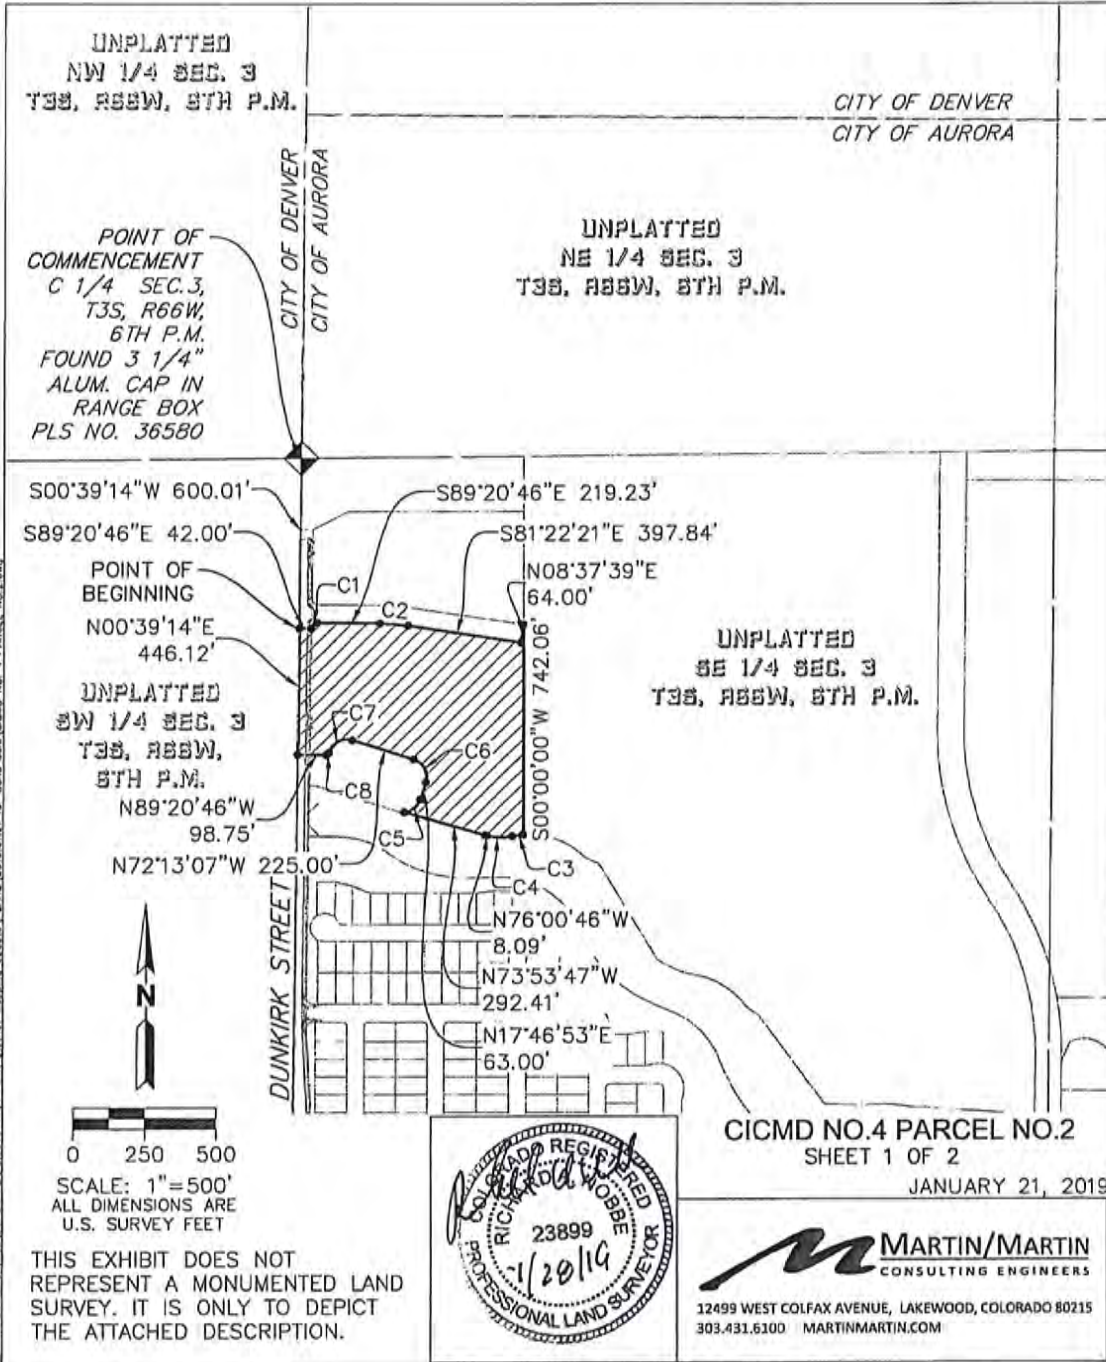 UNPLATTED
NW 1/4 SEC. 3
T3S, R66W, 6TH P.M.
CITY OF DENVER
CITY OF AURORA
CITY OF DENVER
CITY OF AURORA
UNPLATTED
NE 1/4 SEC. 3
T3S, R66W, 6TH P.M.
POINT OF
COMMENCEMENT
C 1/4 SEC.3,
T3S, R66W,
6TH P.M.
FOUND 3 1/4"
ALUM. CAP IN
RANGE BOX
PLS NO. 36580
S00°39'14"W 600.01'
S89°20'46"E 42.00'
POINT OF
BEGINNING
N00°39'14"E
446.12'
S89°20'46"E 219.23'
S81°22'21"E 397.84'
N08°37'39"E
64.00'
C1
C2
S00°00'00"W 742.06'
UNPLATTED
SE 1/4 SEC. 3
T3S, R66W, 6TH P.M.
UNPLATTED
SW 1/4 SEC. 3
T3S, R66W,
6TH P.M.
C7
C6
C8
N89°20'46"W
98.75'
C5
N72°13'07"W 225.00'
C3
C4
N76°00'46"W
8.09'
N73°53'47"W
292.41'
N17°46'53"E
63.00'
DUNKIRK STREET
N
0 250 500
SCALE: 1"=500'
ALL DIMENSIONS ARE
U.S. SURVEY FEET
THIS EXHIBIT DOES NOT
REPRESENT A MONUMENTED LAND
SURVEY. IT IS ONLY TO DEPICT
THE ATTACHED DESCRIPTION.
COLORADO REGISTERED
RICHARD NOBBE
23899
1/28/19
PROFESSIONAL LAND SURVEYOR
CICMD NO.4 PARCEL NO.2
SHEET 1 OF 2
JANUARY 21, 2019
MARTIN/MARTIN
CONSULTING ENGINEERS
12499 WEST COLFAX AVENUE, LAKEWOOD, COLORADO 80215
303.431.6100 MARTINMARTIN.COM